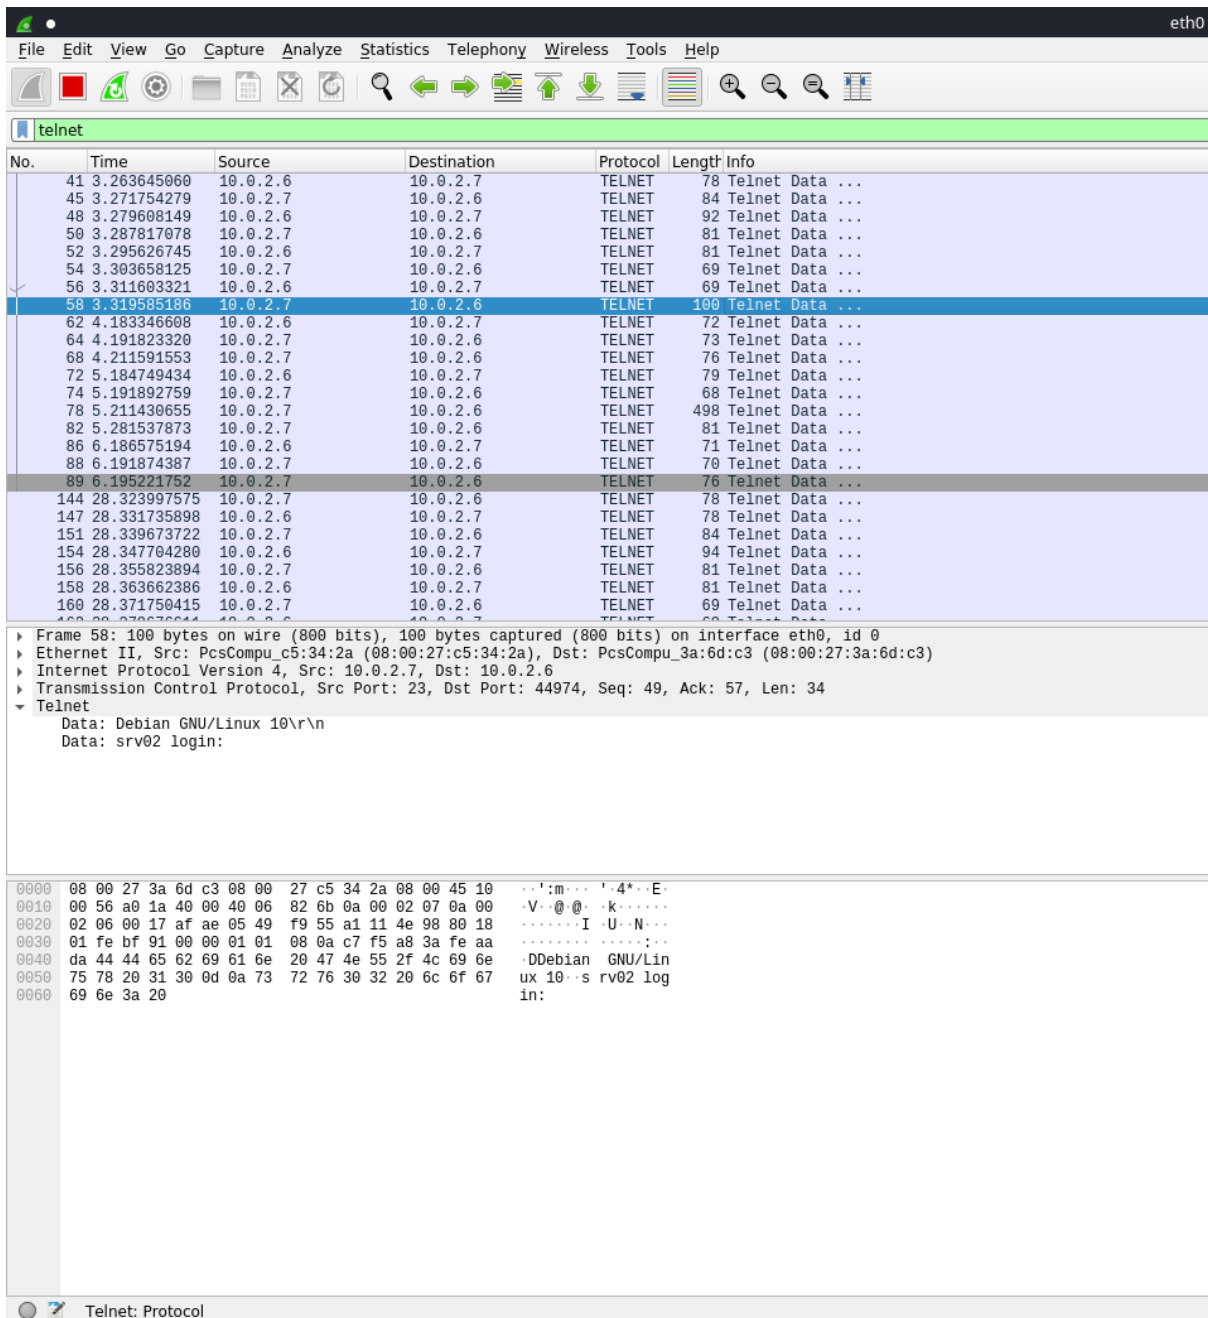 eth0
File Edit View Go Capture Analyze Statistics Telephony Wireless Tools Help
telnet
No. Time Source Destination Protocol Length Info
41 3.263645060 10.0.2.6 10.0.2.7 TELNET 78 Telnet Data ...
45 3.271754279 10.0.2.7 10.0.2.6 TELNET 84 Telnet Data ...
48 3.279608149 10.0.2.6 10.0.2.7 TELNET 92 Telnet Data ...
50 3.287817078 10.0.2.7 10.0.2.6 TELNET 81 Telnet Data ...
52 3.295626745 10.0.2.6 10.0.2.7 TELNET 81 Telnet Data ...
54 3.303658125 10.0.2.7 10.0.2.6 TELNET 69 Telnet Data ...
56 3.311603321 10.0.2.6 10.0.2.7 TELNET 69 Telnet Data ...
58 3.319585186 10.0.2.7 10.0.2.6 TELNET 100 Telnet Data ...
62 4.183346608 10.0.2.6 10.0.2.7 TELNET 72 Telnet Data ...
64 4.191823320 10.0.2.7 10.0.2.6 TELNET 73 Telnet Data ...
68 4.211591553 10.0.2.7 10.0.2.6 TELNET 76 Telnet Data ...
72 5.184749434 10.0.2.6 10.0.2.7 TELNET 79 Telnet Data ...
74 5.191892759 10.0.2.7 10.0.2.6 TELNET 68 Telnet Data ...
78 5.211430655 10.0.2.7 10.0.2.6 TELNET 498 Telnet Data ...
82 5.281537873 10.0.2.7 10.0.2.6 TELNET 81 Telnet Data ...
86 6.186575194 10.0.2.6 10.0.2.7 TELNET 71 Telnet Data ...
88 6.191874387 10.0.2.7 10.0.2.6 TELNET 70 Telnet Data ...
89 6.195221752 10.0.2.7 10.0.2.6 TELNET 76 Telnet Data ...
144 28.323997575 10.0.2.7 10.0.2.6 TELNET 78 Telnet Data ...
147 28.331735898 10.0.2.6 10.0.2.7 TELNET 78 Telnet Data ...
151 28.339673722 10.0.2.7 10.0.2.6 TELNET 84 Telnet Data ...
154 28.347704280 10.0.2.6 10.0.2.7 TELNET 94 Telnet Data ...
156 28.355823894 10.0.2.7 10.0.2.6 TELNET 81 Telnet Data ...
158 28.363662386 10.0.2.6 10.0.2.7 TELNET 81 Telnet Data ...
160 28.371750415 10.0.2.7 10.0.2.6 TELNET 69 Telnet Data ...
Frame 58: 100 bytes on wire (800 bits), 100 bytes captured (800 bits) on interface eth0, id 0
Ethernet II, Src: PcsCompu_c5:34:2a (08:00:27:c5:34:2a), Dst: PcsCompu_3a:6d:c3 (08:00:27:3a:6d:c3)
Internet Protocol Version 4, Src: 10.0.2.7, Dst: 10.0.2.6
Transmission Control Protocol, Src Port: 23, Dst Port: 44974, Seq: 49, Ack: 57, Len: 34
Telnet
Data: Debian GNU/Linux 10\r\n
Data: srv02 login:
0000 08 00 27 3a 6d c3 08 00 27 c5 34 2a 08 00 45 10 ··':m··· '·4*··E·
0010 00 56 a0 1a 40 00 40 06 82 6b 0a 00 02 07 0a 00 ·V··@·@· ·k······
0020 02 06 00 17 af ae 05 49 f9 55 a1 11 4e 98 80 18 ·······I ·U··N···
0030 01 fe bf 91 00 00 01 01 08 0a c7 f5 a8 3a fe aa ········ ·····:··
0040 da 44 44 65 62 69 61 6e 20 47 4e 55 2f 4c 69 6e ·DDebian GNU/Lin
0050 75 78 20 31 30 0d 0a 73 72 76 30 32 20 6c 6f 67 ux 10··s rv02 log
0060 69 6e 3a 20 in:
Telnet: Protocol